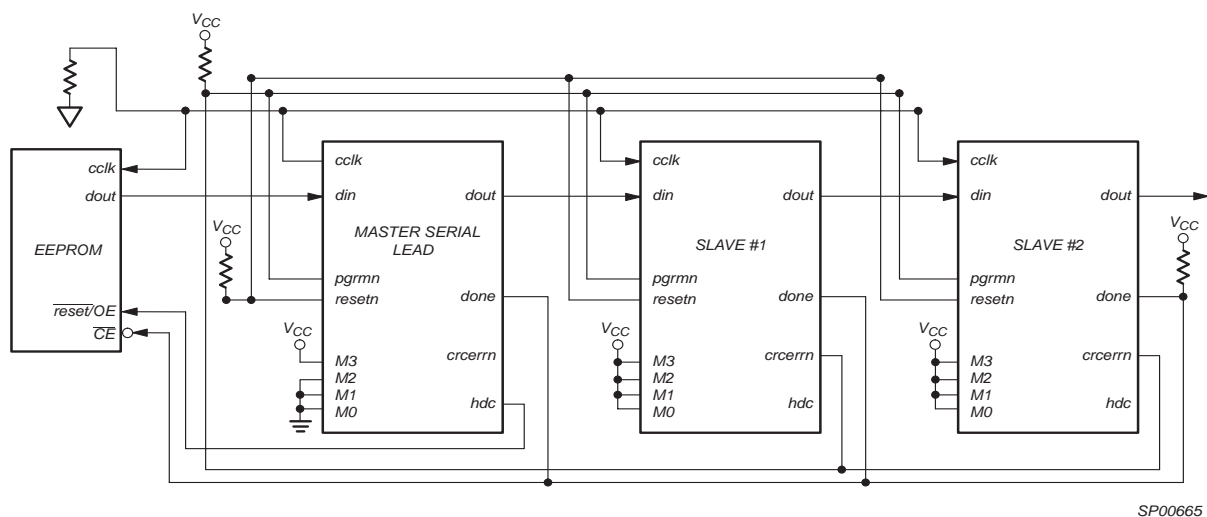 VCC
EEPROM
cclk
dout
reset/OE
CE
VCC
MASTER SERIAL
LEAD
cclk
din
pgrmn
resetn
VCC
M3
M2
M1
M0
dout
done
crcerrn
hdc
SLAVE #1
cclk
din
pgrmn
resetn
VCC
M3
M2
M1
M0
dout
done
crcerrn
hdc
SLAVE #2
cclk
din
pgrmn
resetn
VCC
M3
M2
M1
M0
dout
VCC
done
crcerrn
hdc
SP00665